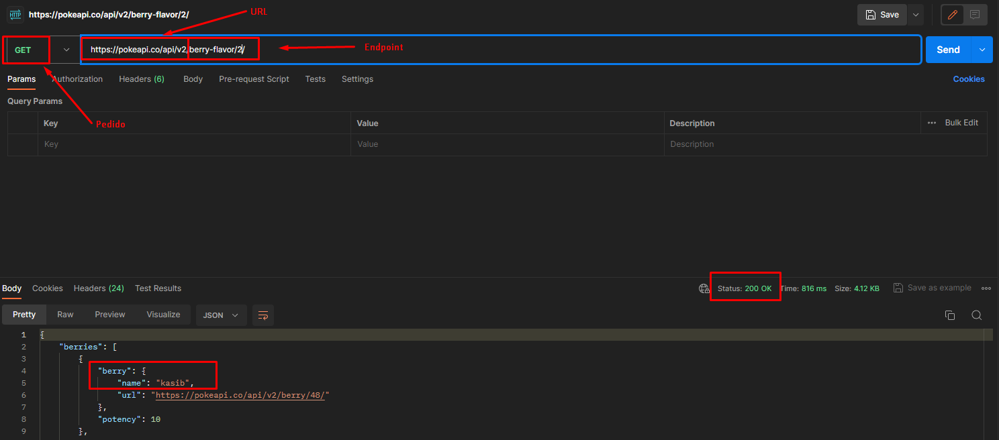 HTTP https://pokeapi.co/api/v2/berry-flavor/2/ URL Save
GET https://pokeapi.co/api/v2/berry-flavor/2/ Endpoint Send
Params Authorization Headers (6) Body Pre-request Script Tests Settings Cookies
Query Params
Pedido
Key Value Description Bulk Edit
Key Value Description
Body Cookies Headers (24) Test Results Status: 200 OK Time: 816 ms Size: 4.12 KB Save as example
Pretty Raw Preview Visualize JSON
1 {
2 "berries": [
3 {
4 "berry": {
5 "name": "kasib",
6 "url": "https://pokeapi.co/api/v2/berry/48/"
7 },
8 "potency": 10
9 },